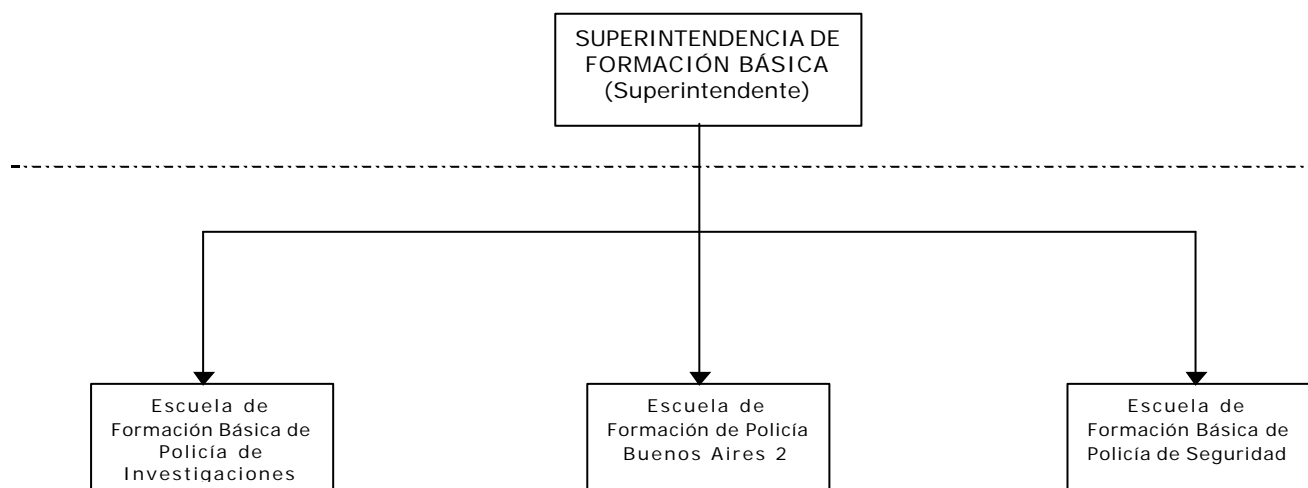 SUPERINTENDENCIA DE
FORMACIÓN BÁSICA
(Superintendente)
Escuela de
Formación Básica de
Policía de
Investigaciones
Escuela de
Formación de Policía
Buenos Aires 2
Escuela de
Formación Básica de
Policía de Seguridad